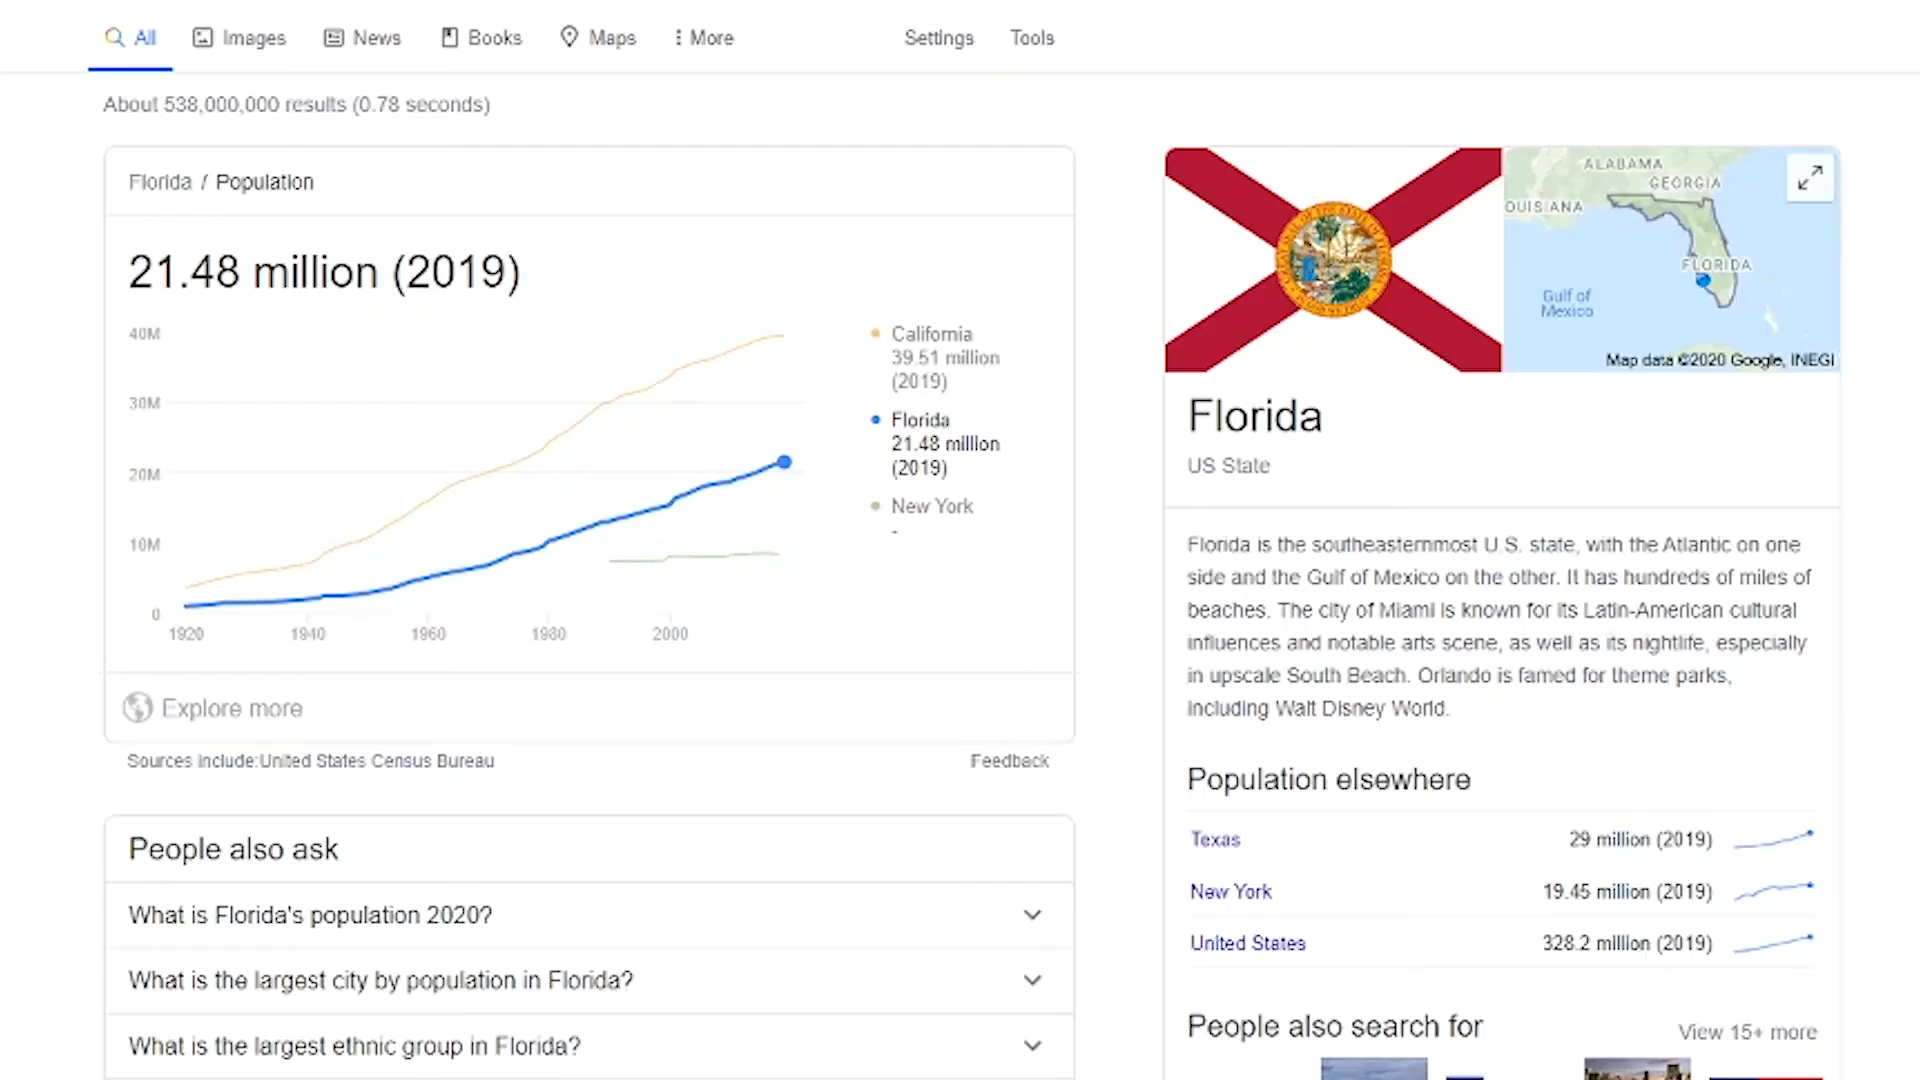 All Images News Books Maps More Settings Tools
About 538,000,000 results (0.78 seconds)
Florida / Population
21.48 million (2019)
40M
30M
20M
10M
0
1920 1940 1960 1980 2000
California
39.51 million
(2019)
Florida
21.48 million
(2019)
New York
-
Explore more
Sources include:United States Census Bureau
Feedback
People also ask
What is Florida's population 2020?
What is the largest city by population in Florida?
What is the largest ethnic group in Florida?
ALABAMA
GEORGIA
OUISIANA
FLORIDA
Gulf of
Mexico
Map data ©2020 Google, INEGI
Florida
US State
Florida is the southeasternmost U.S. state, with the Atlantic on one
side and the Gulf of Mexico on the other. It has hundreds of miles of
beaches. The city of Miami is known for its Latin-American cultural
influences and notable arts scene, as well as its nightlife, especially
in upscale South Beach. Orlando is famed for theme parks,
including Walt Disney World.
Population elsewhere
Texas 29 million (2019)
New York 19.45 million (2019)
United States 328.2 million (2019)
People also search for
View 15+ more